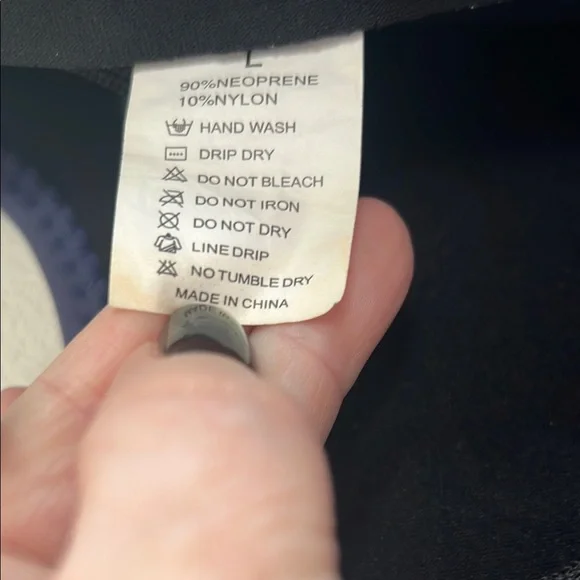 L
90%NEOPRENE
10%NYLON
HAND WASH
DRIP DRY
DO NOT BLEACH
DO NOT IRON
DO NOT DRY
LINE DRIP
NO TUMBLE DRY
MADE IN CHINA